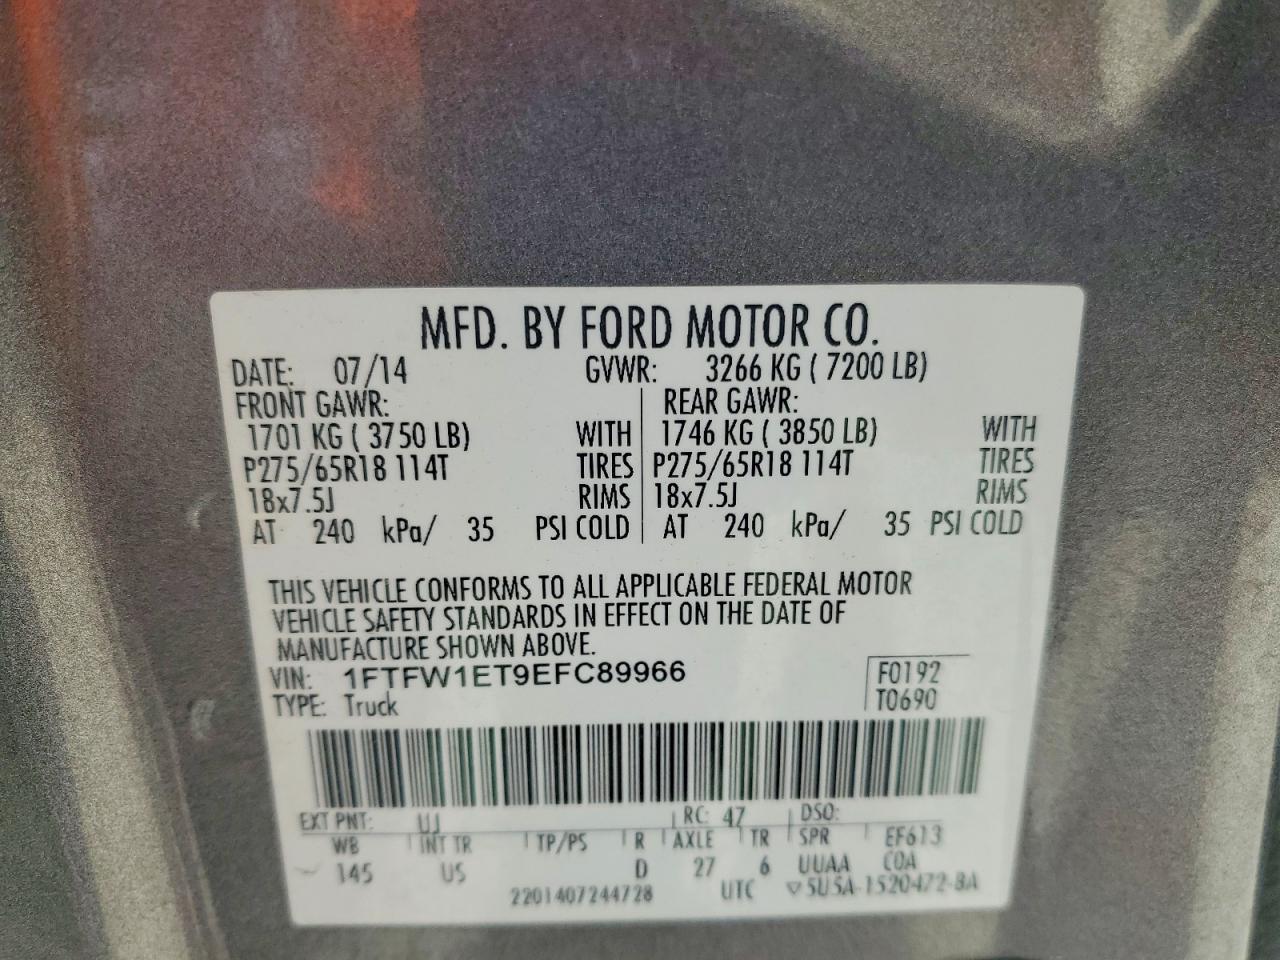 MFD. BY FORD MOTOR CO.
DATE: 07/14 GVWR: 3266 KG ( 7200 LB)
FRONT GAWR: REAR GAWR:
1701 KG ( 3750 LB) WITH 1746 KG ( 3850 LB) WITH
P275/65R18 114T TIRES P275/65R18 114T TIRES
18x7.5J RIMS 18x7.5J RIMS
AT 240 kPa/ 35 PSI COLD AT 240 kPa/ 35 PSI COLD
THIS VEHICLE CONFORMS TO ALL APPLICABLE FEDERAL MOTOR
VEHICLE SAFETY STANDARDS IN EFFECT ON THE DATE OF
MANUFACTURE SHOWN ABOVE.
VIN: 1FTFW1ET9EFC89966 F0192
TYPE: Truck T0690
EXT PNT: UJ RC: 47 DSO:
WB INT TR TP/PS R AXLE TR SPR EF613
145 US D 27 6 UUAA COA
2201407244728 UTC ▽5U5A-1520472-BA